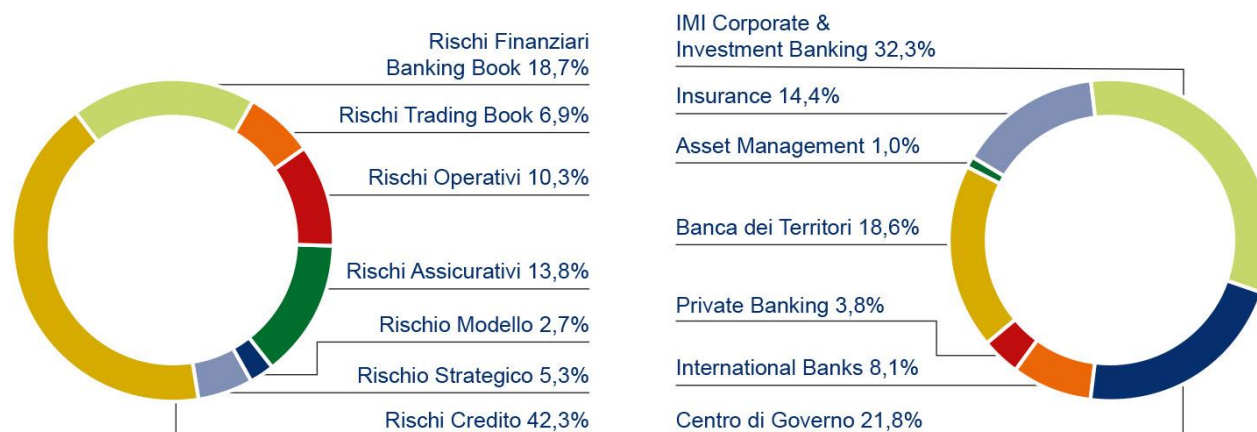 Rischi Finanziari
Banking Book 18,7%
Rischi Trading Book 6,9%
Rischi Operativi 10,3%
Rischi Assicurativi 13,8%
Rischio Modello 2,7%
Rischio Strategico 5,3%
Rischi Credito 42,3%
IMI Corporate &
Investment Banking 32,3%
Insurance 14,4%
Asset Management 1,0%
Banca dei Territori 18,6%
Private Banking 3,8%
International Banks 8,1%
Centro di Governo 21,8%